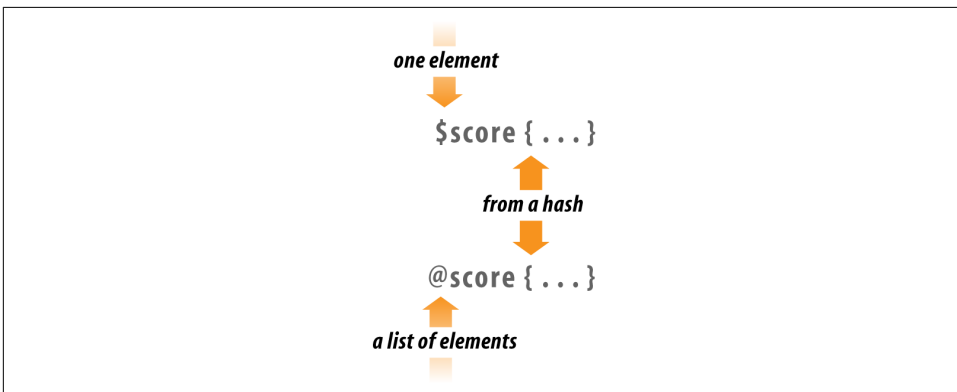 one element
$score { . . . }
from a hash
@score { . . . }
a list of elements